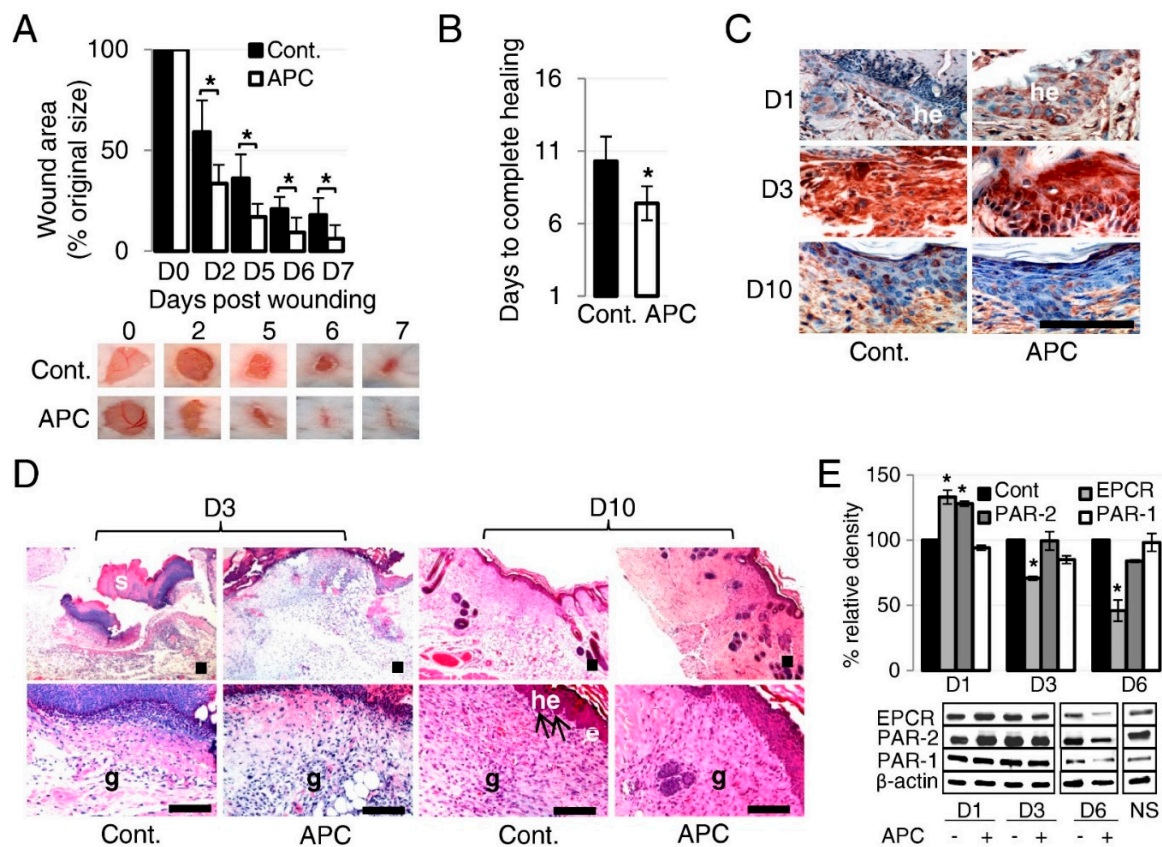 A
100
50
0
Wound area
(% original size)
Cont.
APC
*
*
*
*
D0 D2 D5 D6 D7
Days post wounding
0 2 5 6 7
Cont.
APC
B
16
11
6
1
Days to complete healing
*
Cont. APC
C
D1
he
he
D3
D10
Cont.
APC
D
D3
D10
s
he
e
g
g
g
g
Cont.
APC
Cont.
APC
E
150
100
50
0
% relative density
Cont
EPCR
PAR-2
PAR-1
*
*
*
*
D1 D3 D6
EPCR
PAR-2
PAR-1
β-actin
D1 D3 D6 NS
APC - + - + - +